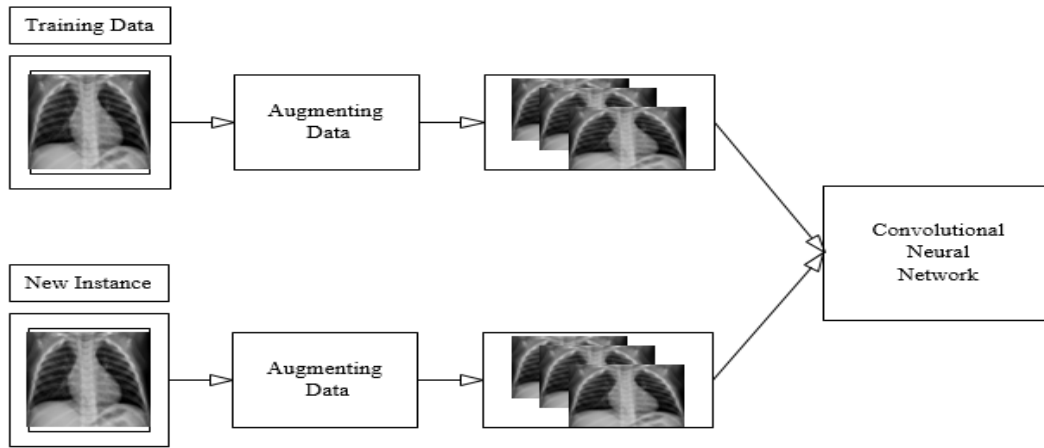 Training Data
Augmenting
Data
Convolutional
Neural
Network
New Instance
Augmenting
Data